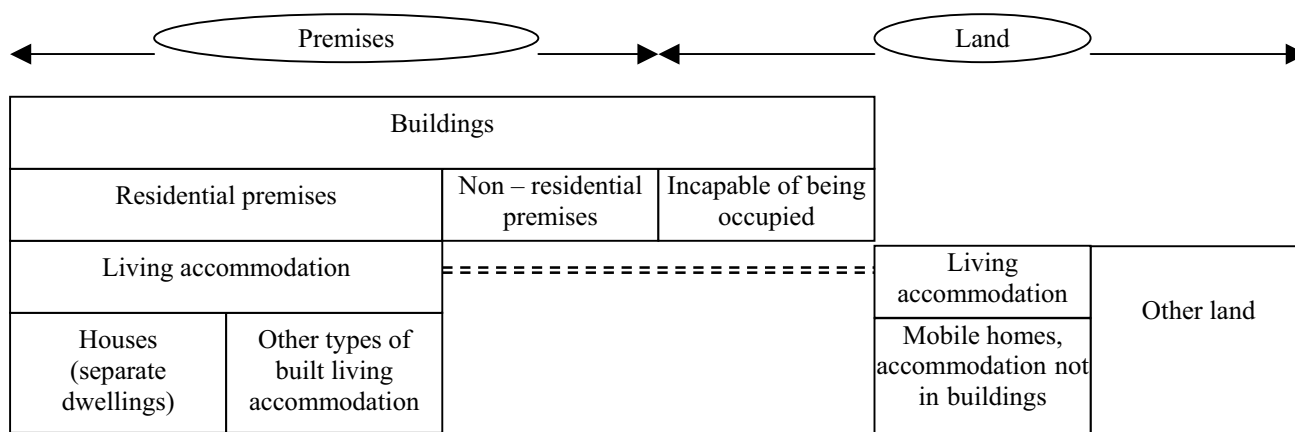 Premises
Land
Buildings
Residential premises
Non – residential
premises
Incapable of being
occupied
Living accommodation
Living
accommodation
Other land
Houses
(separate
dwellings)
Other types of
built living
accommodation
Mobile homes,
accommodation not
in buildings